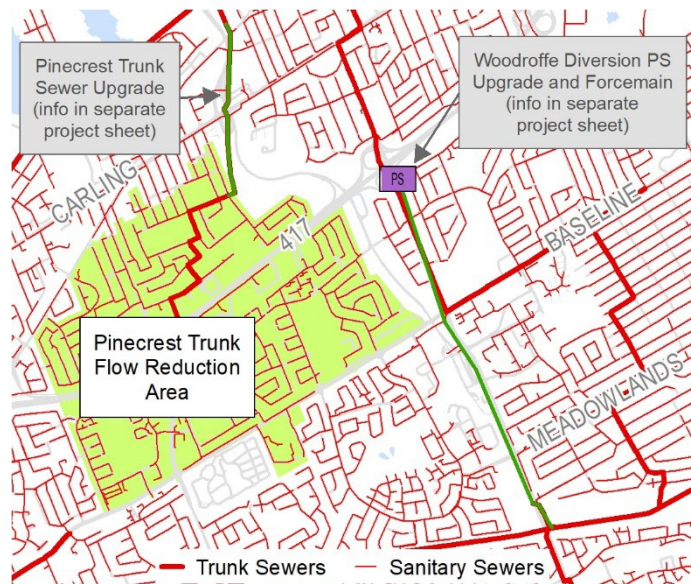 Pinecrest Trunk
Sewer Upgrade
(info in separate
project sheet)
Woodroffe Diversion PS
Upgrade and Forcemain
(info in separate
project sheet)
CARLING
417
PS
BASELINE
Pinecrest Trunk
Flow Reduction
Area
MEADOWLANDS
Trunk Sewers
Sanitary Sewers